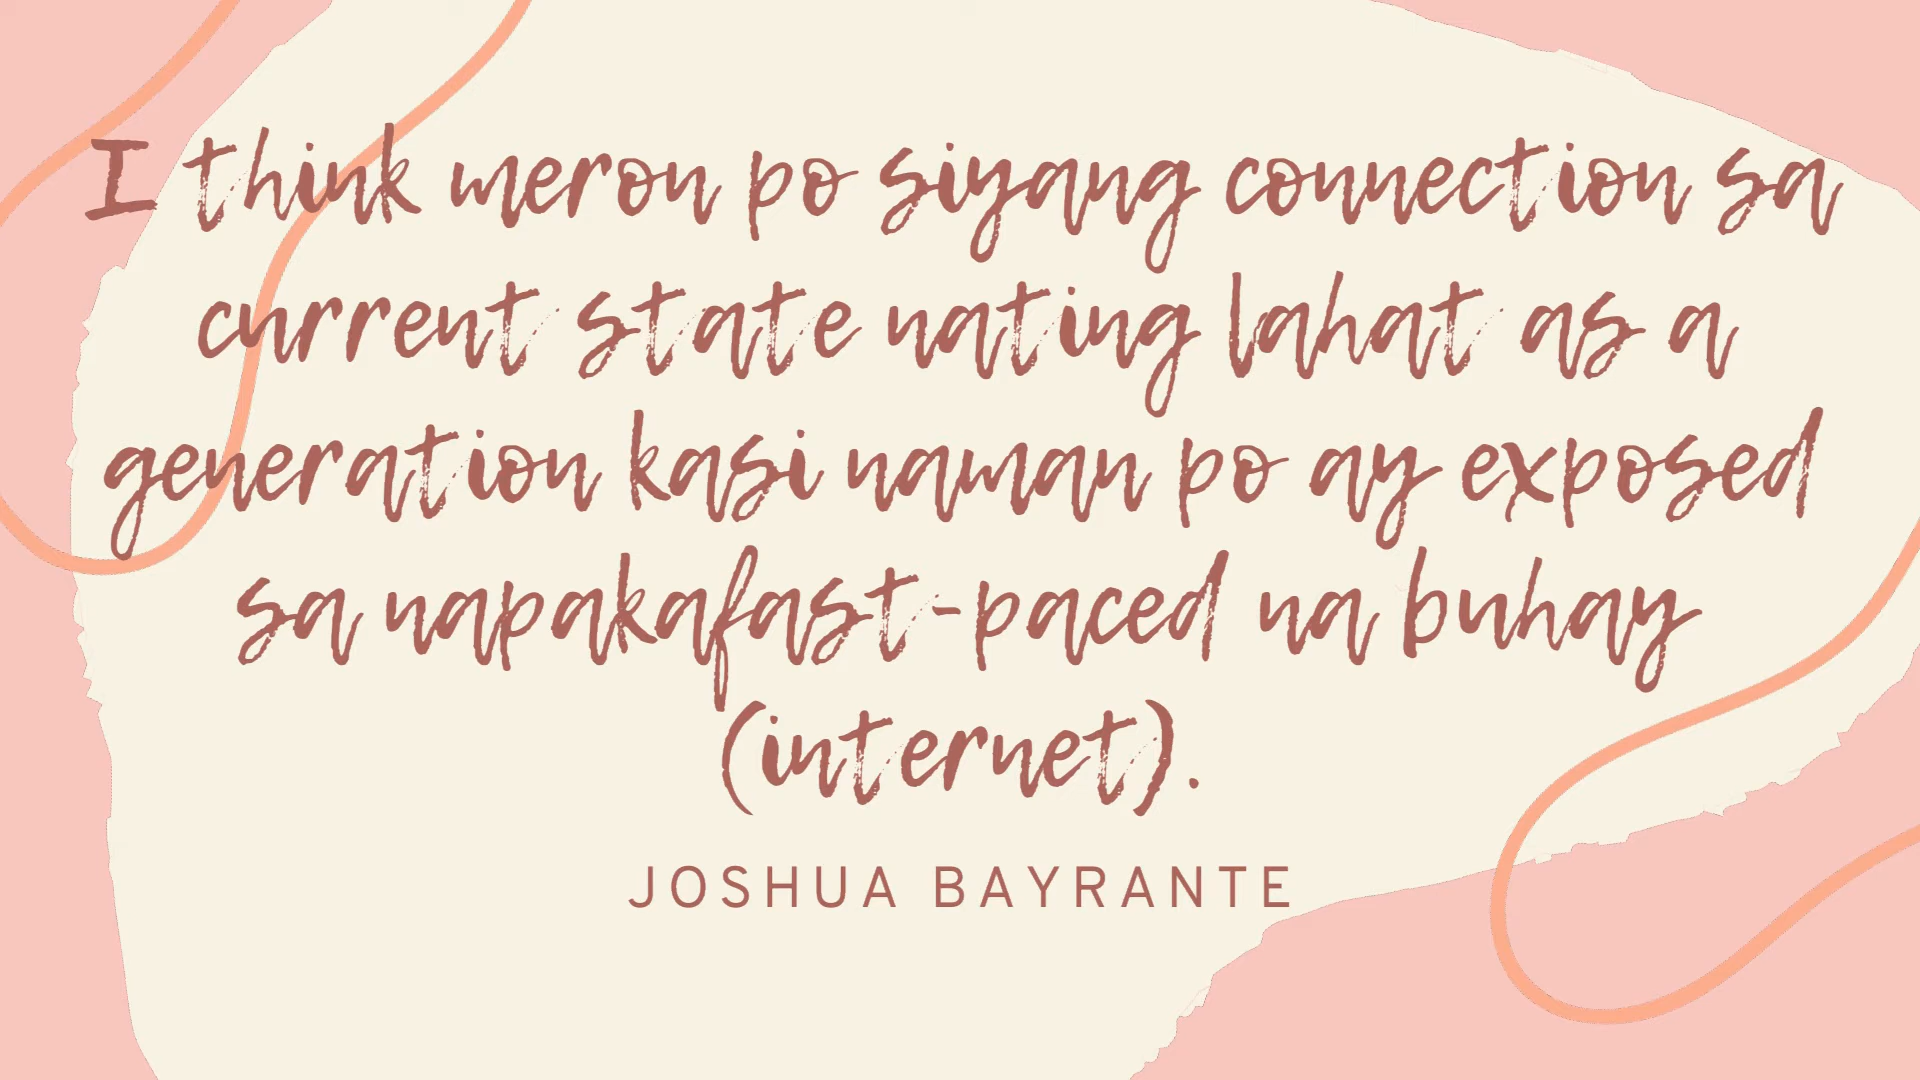 I think meron po siyang connection sa
current state nating lahat as a
generation kasi naman po ay exposed
sa napakafast-paced na buhay
(internet).
JOSHUA BAYRANTE